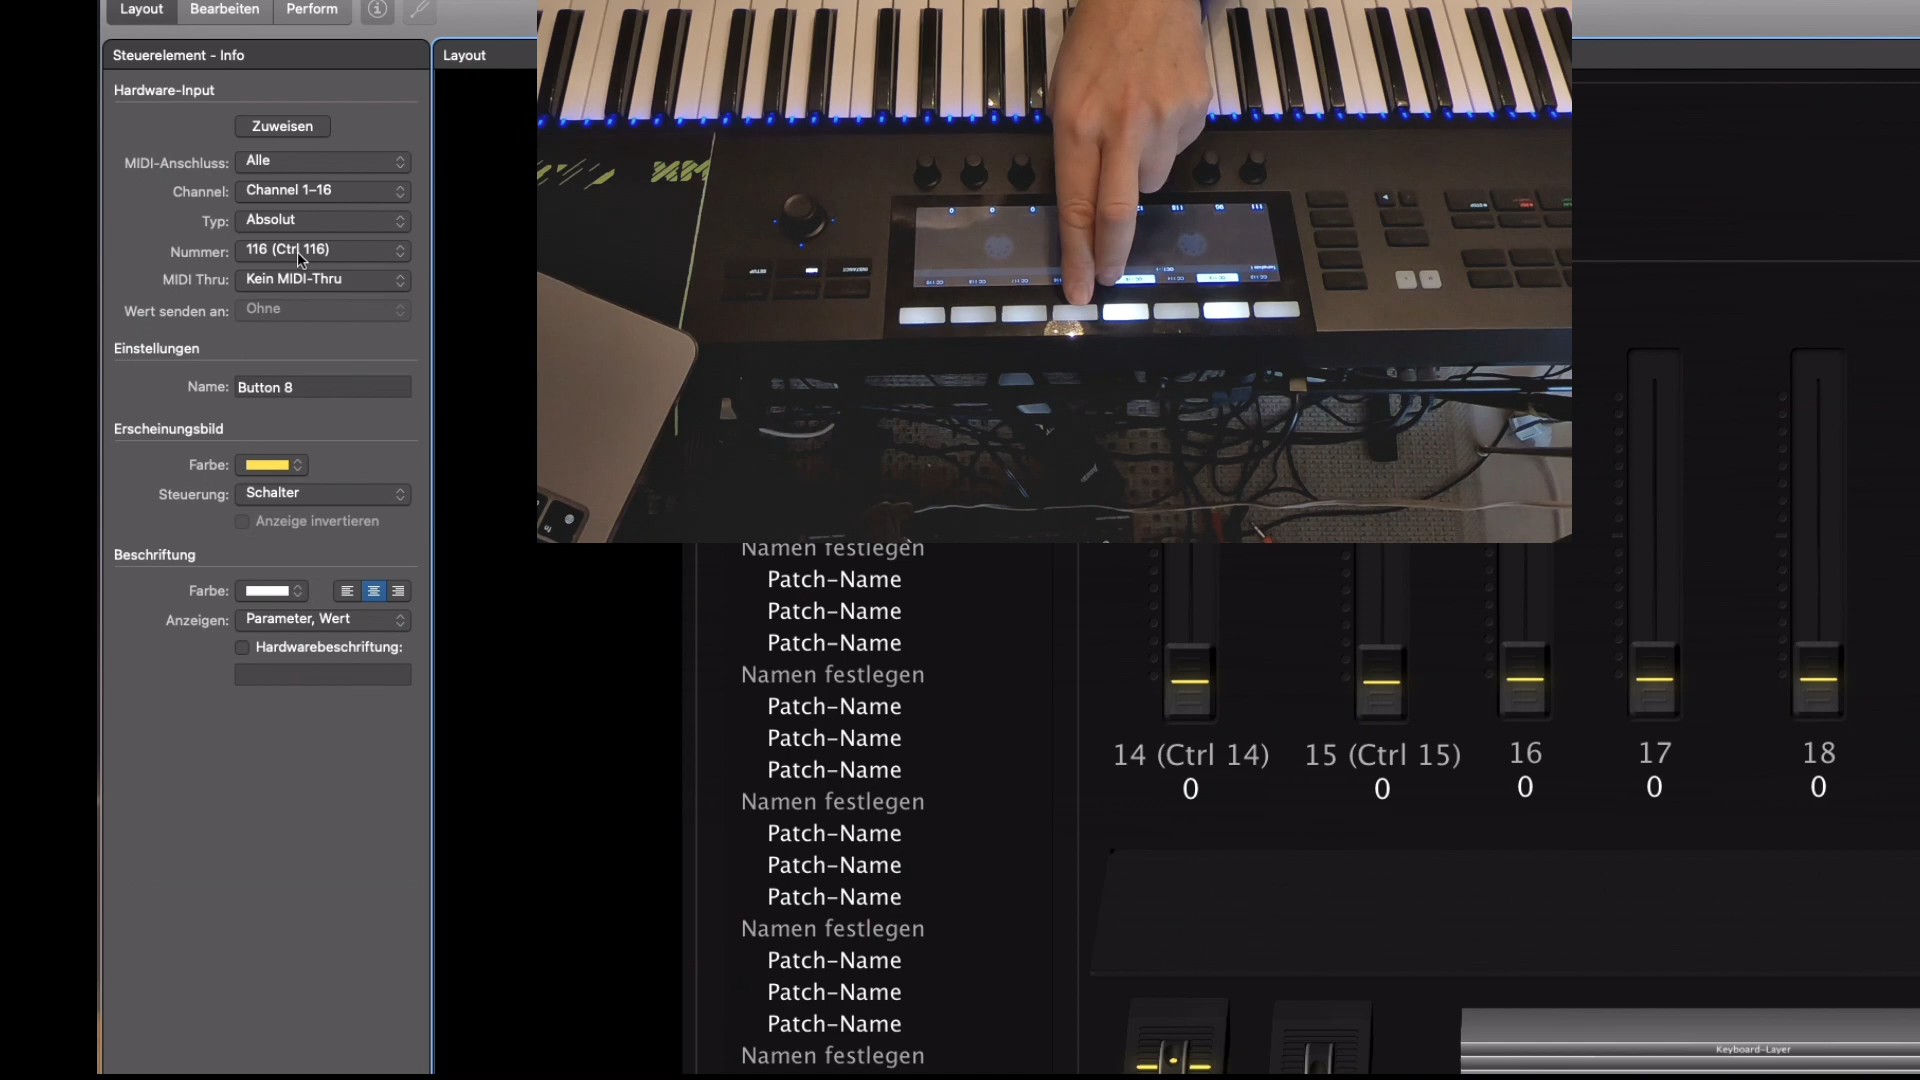 Layout
Bearbeiten
Perform
Steuerelement - Info
Layout
Hardware-Input
Zuweisen
MIDI-Anschluss: Alle
Channel: Channel 1–16
Typ: Absolut
Nummer: 116 (Ctrl 116)
MIDI Thru: Kein MIDI-Thru
Wert senden an: Ohne
Einstellungen
Name: Button 8
Erscheinungsbild
Farbe:
Steuerung: Schalter
Anzeige invertieren
Beschriftung
Farbe:
Anzeigen: Parameter, Wert
Hardwarebeschriftung:
Namen festlegen
Patch-Name
Patch-Name
Patch-Name
Namen festlegen
Patch-Name
Patch-Name
Patch-Name
Namen festlegen
Patch-Name
Patch-Name
Patch-Name
Namen festlegen
Patch-Name
Patch-Name
Patch-Name
Namen festlegen
14 (Ctrl 14)
0
15 (Ctrl 15)
0
16
0
17
0
18
0
Keyboard-Layer